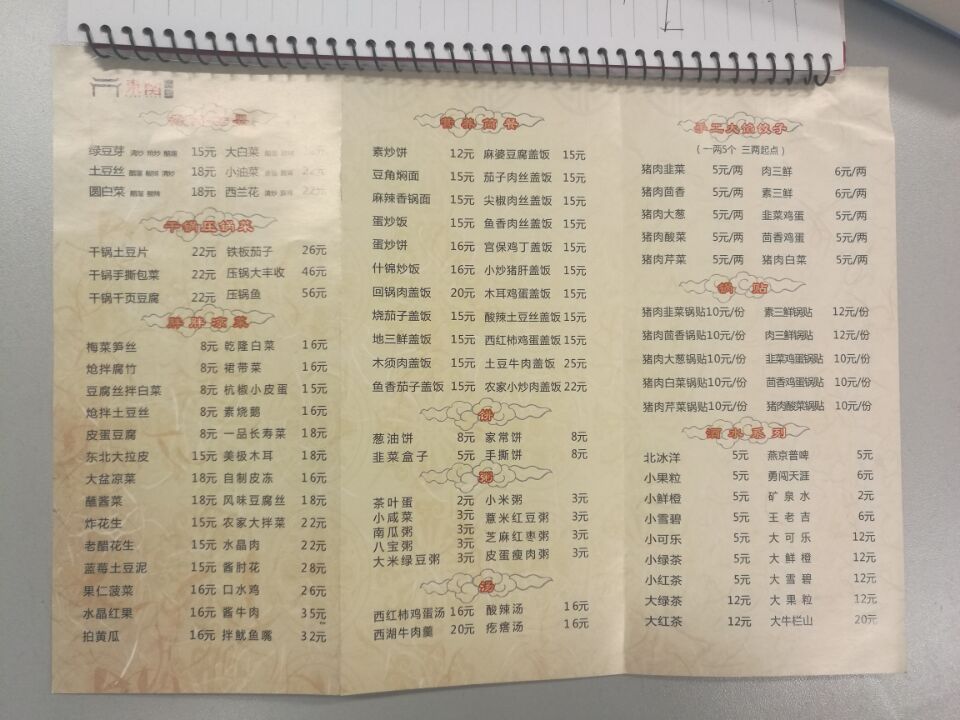 绿豆芽 清炒 炝炒 醋溜 15元 大白菜
土豆丝 醋溜 酸辣 清炒 18元 小油菜
圆白菜 醋溜 酸辣 18元 西兰花 22元
干锅压锅菜
干锅土豆片 22元 铁板茄子 26元
干锅手撕包菜 22元 压锅大丰收 46元
干锅千页豆腐 22元 压锅鱼 56元
胖胖凉菜
梅菜笋丝 8元 乾隆白菜 16元
炝拌腐竹 8元 裙带菜 16元
豆腐丝拌白菜 8元 杭椒小皮蛋 15元
炝拌土豆丝 8元 素烧鹅 16元
皮蛋豆腐 8元 一品长寿菜 18元
东北大拉皮 15元 美极木耳 18元
大盆凉菜 18元 自制皮冻 16元
蘸酱菜 18元 风味豆腐丝 18元
炸花生 15元 农家大拌菜 22元
老醋花生 15元 水晶肉 22元
蓝莓土豆泥 15元 酱肘花 28元
果仁菠菜 16元 口水鸡 26元
水晶红果 16元 酱牛肉 35元
拍黄瓜 16元 拌鱿鱼嘴 32元
营养简餐
素炒饼 12元 麻婆豆腐盖饭 15元
豆角焖面 15元 茄子肉丝盖饭 15元
麻辣香锅面 15元 尖椒肉丝盖饭 15元
蛋炒饭 15元 鱼香肉丝盖饭 15元
蛋炒饼 16元 宫保鸡丁盖饭 15元
什锦炒饭 16元 小炒猪肝盖饭 15元
回锅肉盖饭 20元 木耳鸡蛋盖饭 15元
烧茄子盖饭 15元 酸辣土豆丝盖饭 15元
地三鲜盖饭 15元 西红柿鸡蛋盖饭 15元
木须肉盖饭 15元 土豆牛肉盖饭 25元
鱼香茄子盖饭 15元 农家小炒肉盖饭 22元
饼
葱油饼 8元 家常饼 8元
韭菜盒子 5元 手撕饼 8元
粥
茶叶蛋 2元 小米粥 3元
小咸菜 3元 薏米红豆粥 3元
南瓜粥 3元 芝麻红枣粥 3元
八宝粥 3元 皮蛋瘦肉粥 3元
大米绿豆粥 3元
汤
西红柿鸡蛋汤 16元 酸辣汤 16元
西湖牛肉羹 20元 疙瘩汤 16元
手工大馅饺子
(一两5个 三两起点)
猪肉韭菜 5元/两 肉三鲜 6元/两
猪肉茴香 5元/两 素三鲜 6元/两
猪肉大葱 5元/两 韭菜鸡蛋 5元/两
猪肉酸菜 5元/两 茴香鸡蛋 5元/两
猪肉芹菜 5元/两 猪肉白菜 5元/两
锅贴
猪肉韭菜锅贴 10元/份 素三鲜锅贴 12元/份
猪肉茴香锅贴 10元/份 肉三鲜锅贴 12元/份
猪肉大葱锅贴 10元/份 韭菜鸡蛋锅贴 10元/份
猪肉白菜锅贴 10元/份 茴香鸡蛋锅贴 10元/份
猪肉芹菜锅贴 10元/份 猪肉酸菜锅贴 10元/份
酒水系列
北冰洋 5元 燕京普啤 5元
小果粒 5元 勇闯天涯 6元
小鲜橙 5元 矿泉水 2元
小雪碧 5元 王老吉 6元
小可乐 5元 大可乐 12元
小绿茶 5元 大鲜橙 12元
小红茶 5元 大雪碧 12元
大绿茶 12元 大果粒 12元
大红茶 12元 大牛栏山 20元